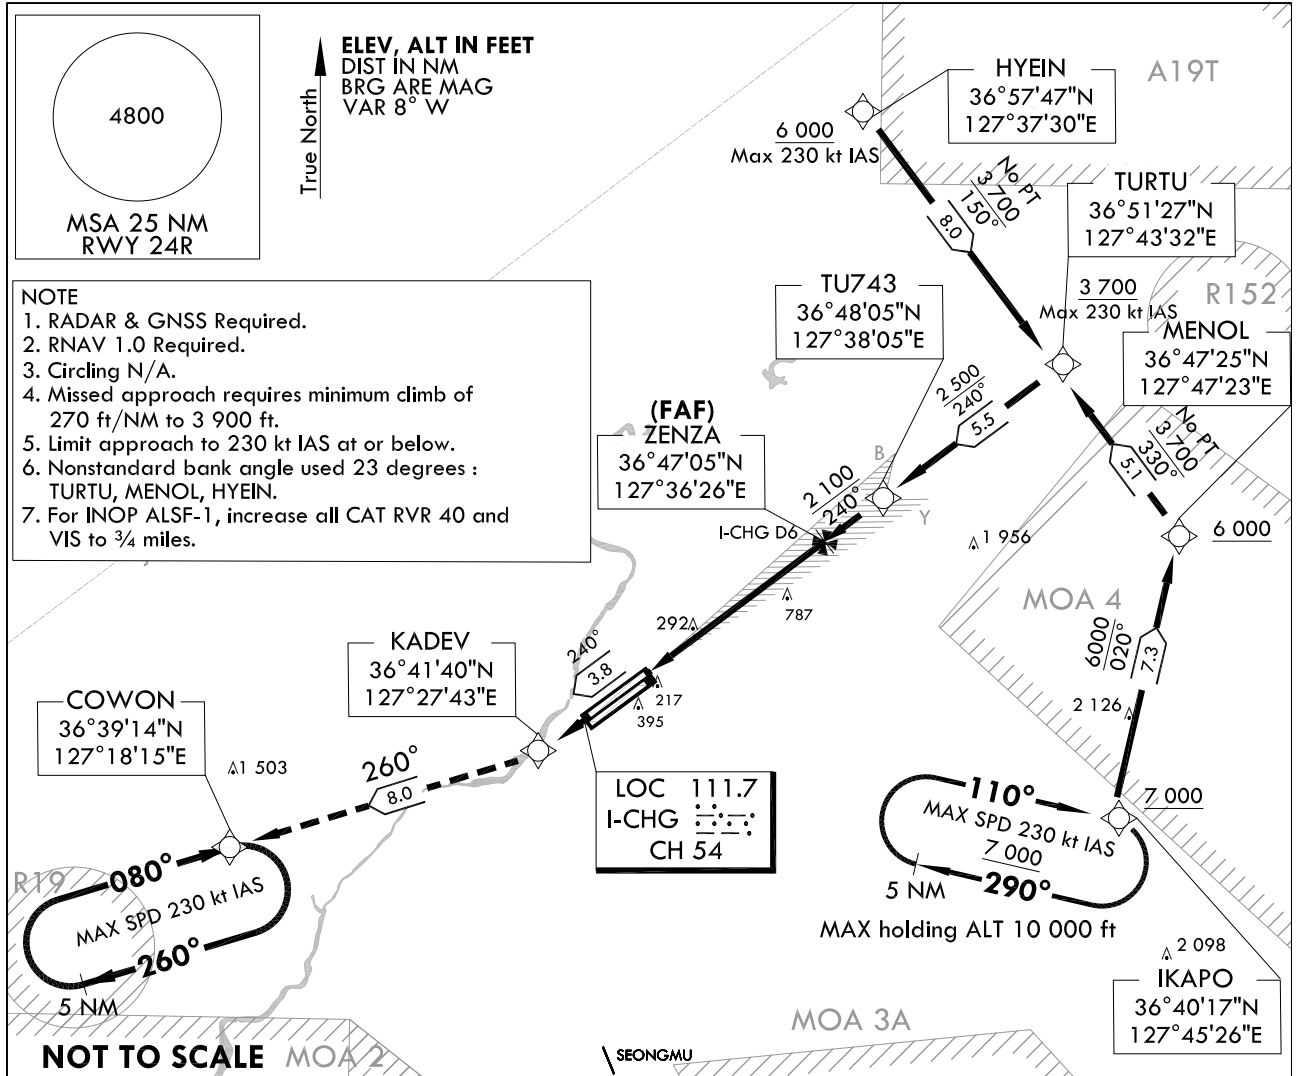 4800
MSA 25 NM
RWY 24R
True North
ELEV, ALT IN FEET
DIST IN NM
BRG ARE MAG
VAR 8° W
NOTE
1. RADAR & GNSS Required.
2. RNAV 1.0 Required.
3. Circling N/A.
4. Missed approach requires minimum climb of
270 ft/NM to 3 900 ft.
5. Limit approach to 230 kt IAS at or below.
6. Nonstandard bank angle used 23 degrees :
TURTU, MENOL, HYEIN.
7. For INOP ALSF-1, increase all CAT RVR 40 and
VIS to ¾ miles.
HYEIN
36°57'47"N
127°37'30"E
A19T
6 000
Max 230 kt IAS
No PT
3 700
150°
8.0
TURTU
36°51'27"N
127°43'32"E
3 700
Max 230 kt IAS
R152
TU743
36°48'05"N
127°38'05"E
MENOL
36°47'25"N
127°47'23"E
2 500
240°
5.5
No PT
3 700
330°
5.1
(FAF)
ZENZA
36°47'05"N
127°36'26"E
2 100
240°
B
Y
I-CHG D6
1 956
6 000
787
292
MOA 4
6000
020°
7.3
2 126
KADEV
36°41'40"N
127°27'43"E
240°
3.8
217
395
COWON
36°39'14"N
127°18'15"E
1 503
260°
8.0
LOC 111.7
I-CHG
CH 54
7 000
110°
MAX SPD 230 kt IAS
7 000
290°
5 NM
MAX holding ALT 10 000 ft
R19
080°
MAX SPD 230 kt IAS
260°
5 NM
2 098
IKAPO
36°40'17"N
127°45'26"E
MOA 3A
NOT TO SCALE
MOA 2
SEONGMU